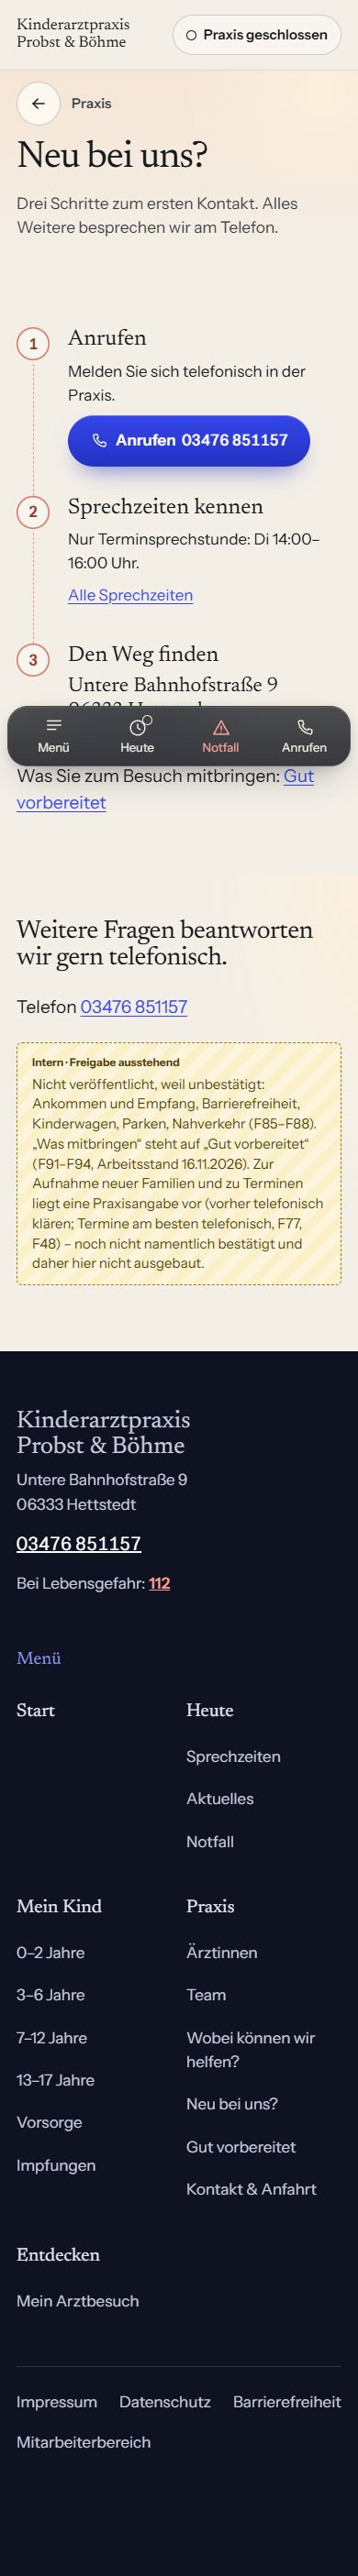 Kinderarztpraxis
Probst & Böhme
Praxis geschlossen
Praxis
Neu bei uns?
Drei Schritte zum ersten Kontakt. Alles
Weitere besprechen wir am Telefon.
1
Anrufen
Melden Sie sich telefonisch in der
Praxis.
Anrufen 03476 851157
2
Sprechzeiten kennen
Nur Terminsprechstunde: Di 14:00–
16:00 Uhr.
Alle Sprechzeiten
3
Den Weg finden
Untere Bahnhofstraße 9
Menü
Heute
Notfall
Anrufen
Was Sie zum Besuch mitbringen: Gut
vorbereitet
Weitere Fragen beantworten
wir gern telefonisch.
Telefon 03476 851157
Intern · Freigabe ausstehend
Nicht veröffentlicht, weil unbestätigt:
Ankommen und Empfang, Barrierefreiheit,
Kinderwagen, Parken, Nahverkehr (F85–F88).
„Was mitbringen“ steht auf „Gut vorbereitet“
(F91–F94, Arbeitsstand 16.11.2026). Zur
Aufnahme neuer Familien und zu Terminen
liegt eine Praxisangabe vor (vorher telefonisch
klären; Termine am besten telefonisch, F77,
F48) – noch nicht namentlich bestätigt und
daher hier nicht ausgebaut.
Kinderarztpraxis
Probst & Böhme
Untere Bahnhofstraße 9
06333 Hettstedt
03476 851157
Bei Lebensgefahr: 112
Menü
Start
Heute
Sprechzeiten
Aktuelles
Notfall
Mein Kind
0–2 Jahre
3–6 Jahre
7–12 Jahre
13–17 Jahre
Vorsorge
Impfungen
Praxis
Ärztinnen
Team
Wobei können wir
helfen?
Neu bei uns?
Gut vorbereitet
Kontakt & Anfahrt
Entdecken
Mein Arztbesuch
Impressum
Datenschutz
Barrierefreiheit
Mitarbeiterbereich